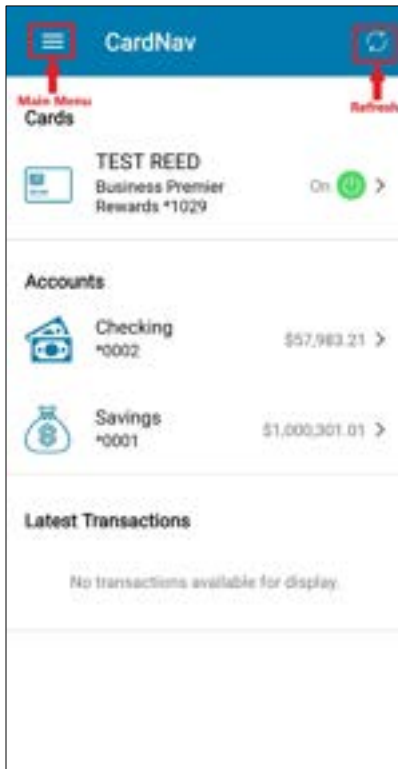 CardNav
Main Menu
Refresh
Cards
TEST REED
Business Premier
Rewards *1029
On
Accounts
Checking
*0002
$57,983.21
Savings
*0001
$1,000,301.01
Latest Transactions
No transactions available for display.